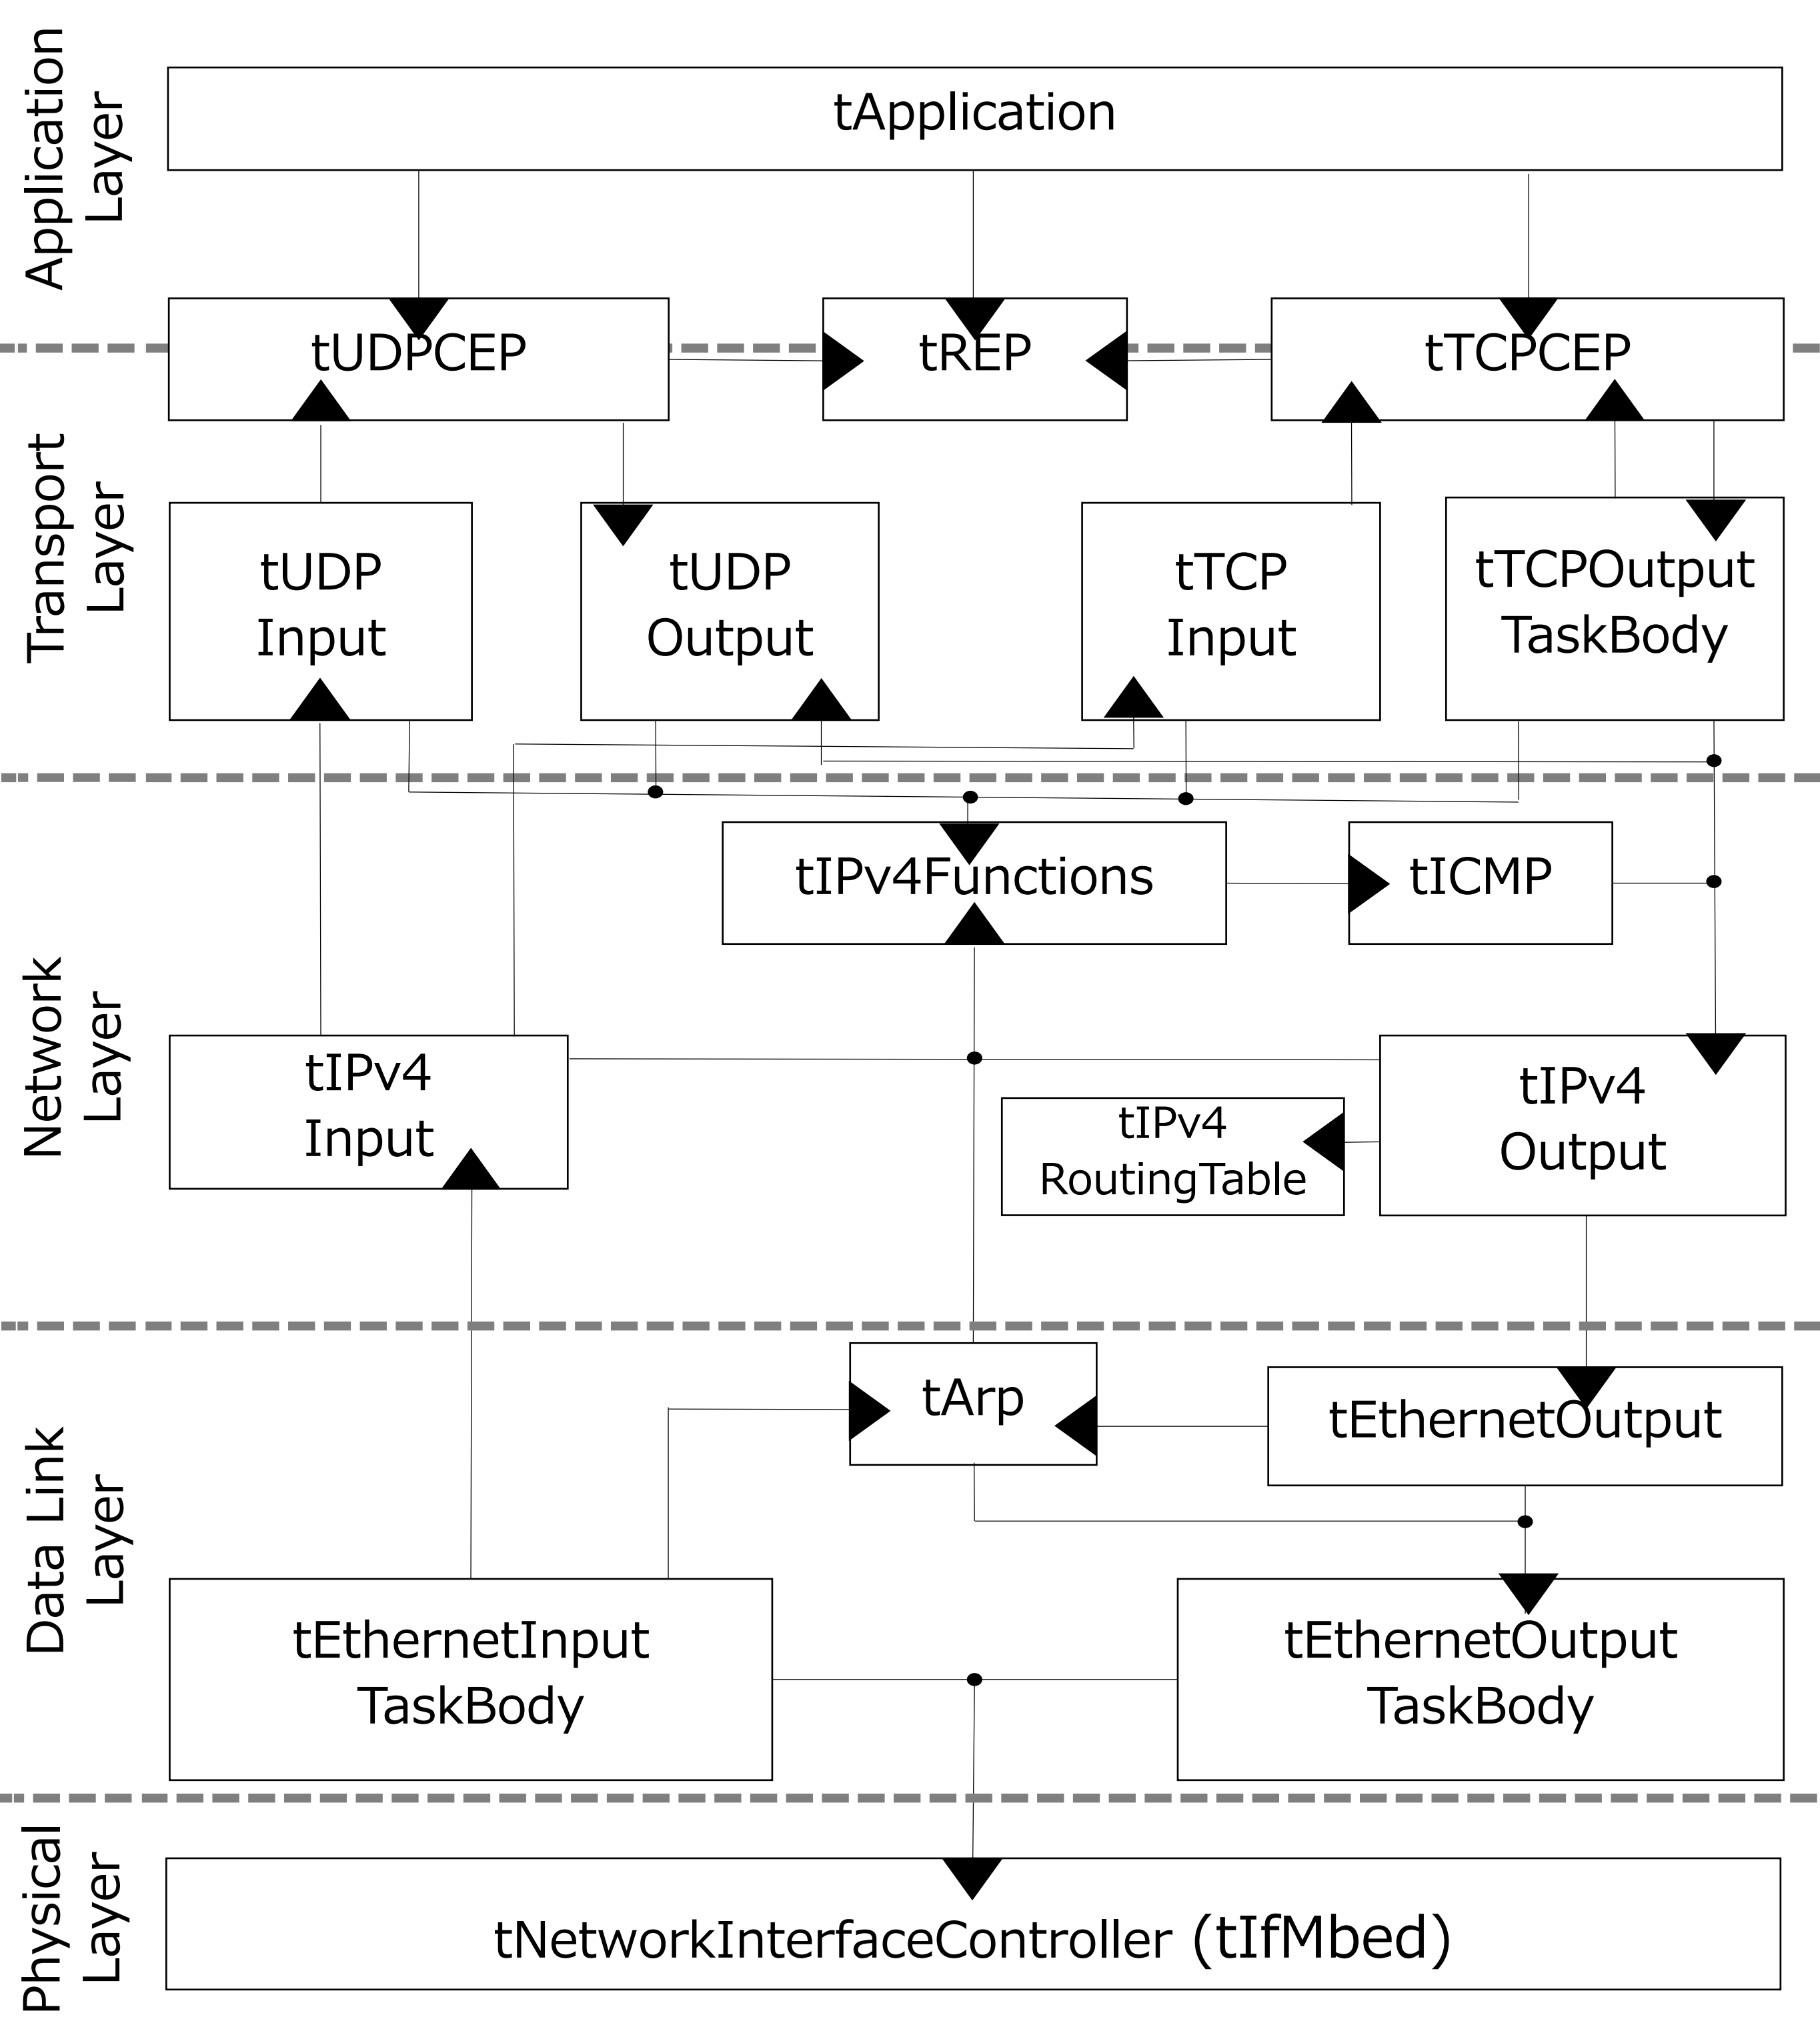 Application
Layer
tApplication
tUDPCEP
tREP
tTCPCEP
Transport
Layer
tUDP
Input
tUDP
Output
tTCP
Input
tTCPOutput
TaskBody
Network
Layer
tIPv4Functions
tICMP
tIPv4
Input
tIPv4
RoutingTable
tIPv4
Output
Data Link
Layer
tArp
tEthernetOutput
tEthernetInput
TaskBody
tEthernetOutput
TaskBody
Physical
Layer
tNetworkInterfaceController (tIfMbed)